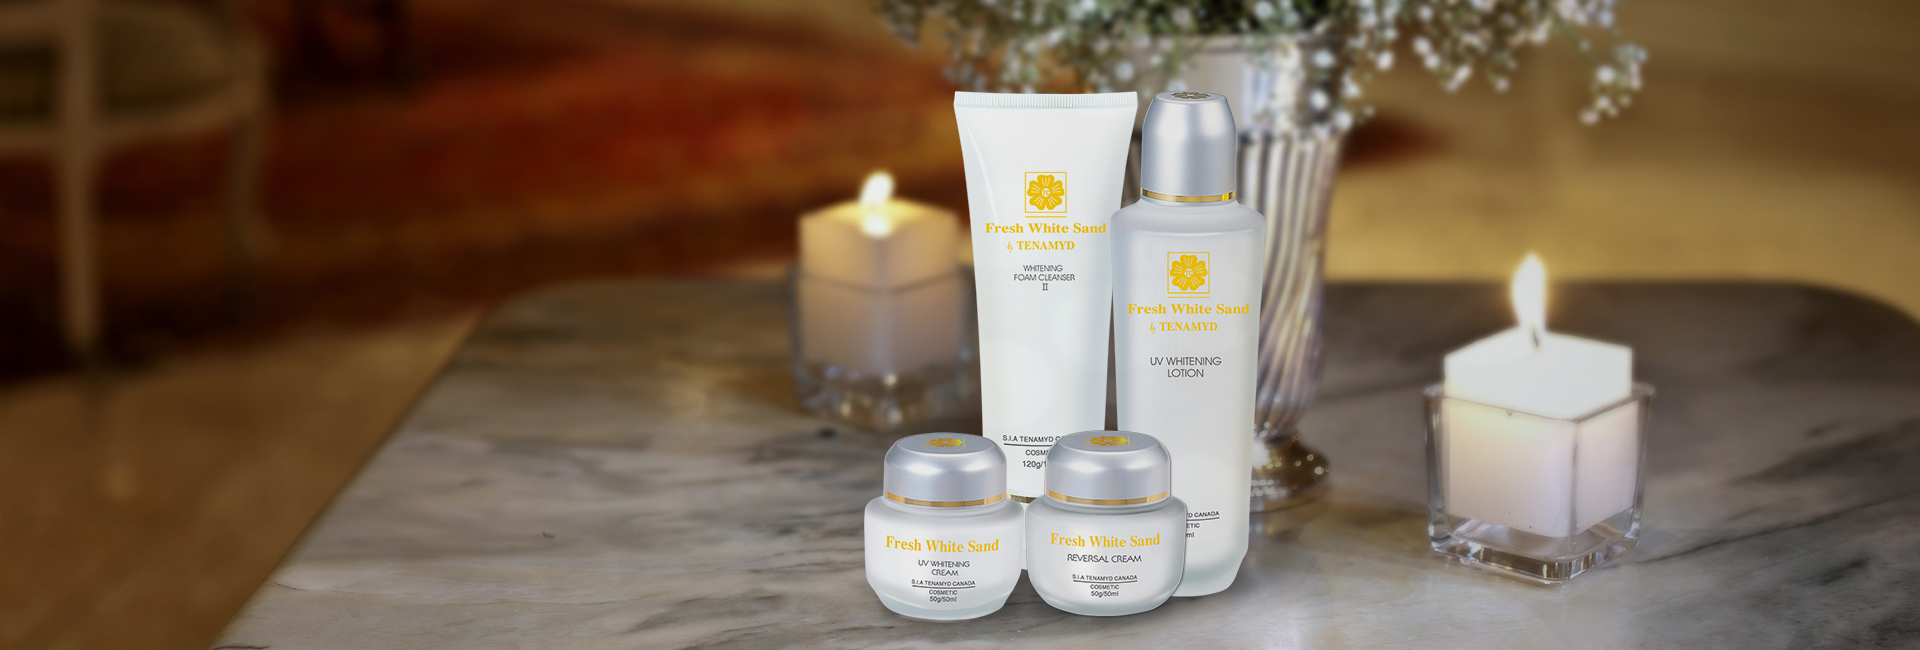 Fresh White Sand
by TENAMYD
WHITENING
FOAM CLEANSER
II
S.I.A TENAMYD
120g/
Fresh White Sand
by TENAMYD
UV WHITENING
LOTION
CANADA
Fresh White Sand
UV WHITENING
CREAM
S.I.A TENAMYD CANADA
COSMETIC
50g/50ml
Fresh White Sand
REVERSAL CREAM
S.I.A TENAMYD CANADA
COSMETIC
50g/50ml